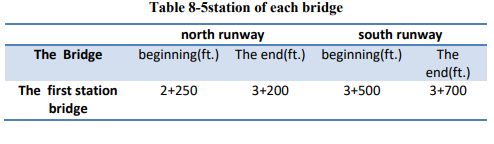 Table 8-5station of each bridge
north runway south runway
The Bridge beginning(ft.) The end(ft.) beginning(ft.) The end(ft.)
The first station bridge 2+250 3+200 3+500 3+700